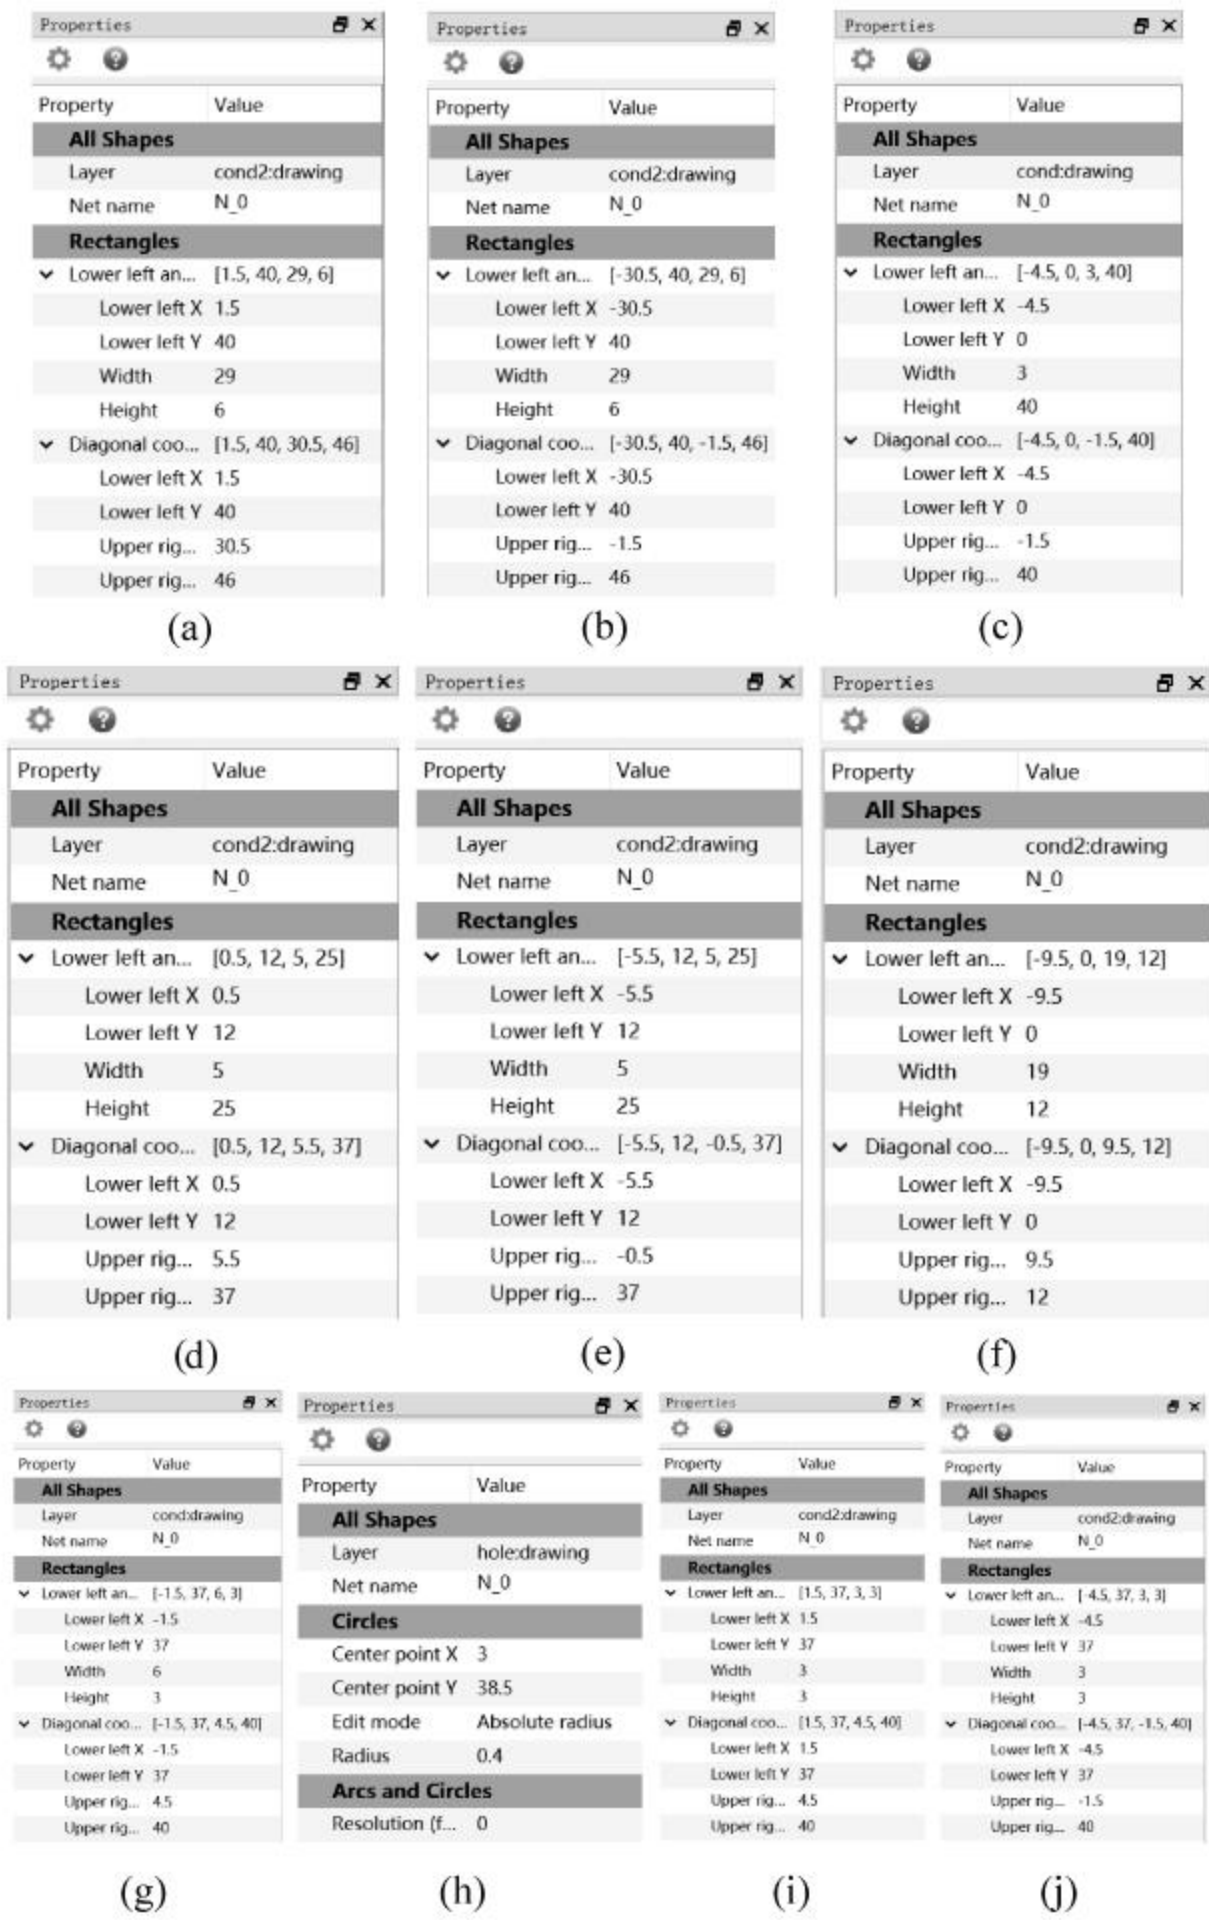 Properties
Property Value
All Shapes
Layer cond2:drawing
Net name N_0
Rectangles
Lower left an... [1.5, 40, 29, 6]
Lower left X 1.5
Lower left Y 40
Width 29
Height 6
Diagonal coo... [1.5, 40, 30.5, 46]
Lower left X 1.5
Lower left Y 40
Upper rig... 30.5
Upper rig... 46
(a)
Properties
Property Value
All Shapes
Layer cond2:drawing
Net name N_0
Rectangles
Lower left an... [-30.5, 40, 29, 6]
Lower left X -30.5
Lower left Y 40
Width 29
Height 6
Diagonal coo... [-30.5, 40, -1.5, 46]
Lower left X -30.5
Lower left Y 40
Upper rig... -1.5
Upper rig... 46
(b)
Properties
Property Value
All Shapes
Layer cond:drawing
Net name N_0
Rectangles
Lower left an... [-4.5, 0, 3, 40]
Lower left X -4.5
Lower left Y 0
Width 3
Height 40
Diagonal coo... [-4.5, 0, -1.5, 40]
Lower left X -4.5
Lower left Y 0
Upper rig... -1.5
Upper rig... 40
(c)
Properties
Property Value
All Shapes
Layer cond2:drawing
Net name N_0
Rectangles
Lower left an... [0.5, 12, 5, 25]
Lower left X 0.5
Lower left Y 12
Width 5
Height 25
Diagonal coo... [0.5, 12, 5.5, 37]
Lower left X 0.5
Lower left Y 12
Upper rig... 5.5
Upper rig... 37
(d)
Properties
Property Value
All Shapes
Layer cond2:drawing
Net name N_0
Rectangles
Lower left an... [-5.5, 12, 5, 25]
Lower left X -5.5
Lower left Y 12
Width 5
Height 25
Diagonal coo... [-5.5, 12, -0.5, 37]
Lower left X -5.5
Lower left Y 12
Upper rig... -0.5
Upper rig... 37
(e)
Properties
Property Value
All Shapes
Layer cond2:drawing
Net name N_0
Rectangles
Lower left an... [-9.5, 0, 19, 12]
Lower left X -9.5
Lower left Y 0
Width 19
Height 12
Diagonal coo... [-9.5, 0, 9.5, 12]
Lower left X -9.5
Lower left Y 0
Upper rig... 9.5
Upper rig... 12
(f)
Properties
Property Value
All Shapes
Layer cond:drawing
Net name N_0
Rectangles
Lower left an... [-1.5, 37, 6, 3]
Lower left X -1.5
Lower left Y 37
Width 6
Height 3
Diagonal coo... [-1.5, 37, 4.5, 40]
Lower left X -1.5
Lower left Y 37
Upper rig... 4.5
Upper rig... 40
(g)
Properties
Property Value
All Shapes
Layer hole:drawing
Net name N_0
Circles
Center point X 3
Center point Y 38.5
Edit mode Absolute radius
Radius 0.4
Arcs and Circles
Resolution (f... 0
(h)
Properties
Property Value
All Shapes
Layer cond2:drawing
Net name N_0
Rectangles
Lower left an... [1.5, 37, 3, 3]
Lower left X 1.5
Lower left Y 37
Width 3
Height 3
Diagonal coo... [1.5, 37, 4.5, 40]
Lower left X 1.5
Lower left Y 37
Upper rig... 4.5
Upper rig... 40
(i)
Properties
Property Value
All Shapes
Layer cond2:drawing
Net name N_0
Rectangles
Lower left an... [-4.5, 37, 3, 3]
Lower left X -4.5
Lower left Y 37
Width 3
Height 3
Diagonal coo... [-4.5, 37, -1.5, 40]
Lower left X -4.5
Lower left Y 37
Upper rig... -1.5
Upper rig... 40
(j)